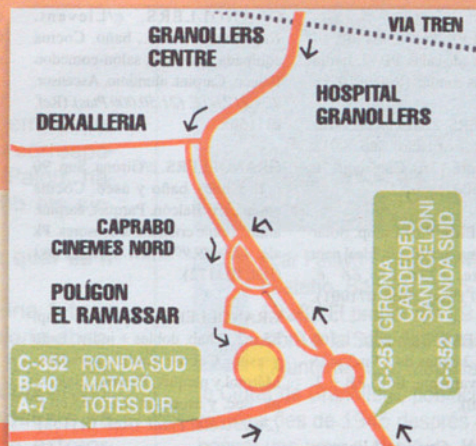 GRANOLLERS
CENTRE
VIA TREN
HOSPITAL
GRANOLLERS
DEIXALLERIA
CAPRABO
CINEMES NORD
POLÍGON
EL RAMASSAR
C-352 RONDA SUD
B-40 MATARÓ
A-7 TOTES DIR.
C-251 GIRONA
CARDEDEU
SANT CELONI
C-352 RONDA SUD